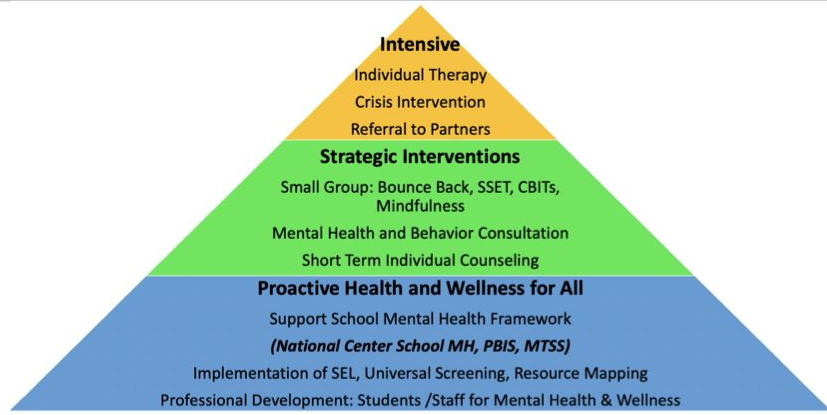 Intensive
Individual Therapy
Crisis Intervention
Referral to Partners
Strategic Interventions
Small Group: Bounce Back, SSET, CBITs,
Mindfulness
Mental Health and Behavior Consultation
Short Term Individual Counseling
Proactive Health and Wellness for All
Support School Mental Health Framework
(National Center School MH, PBIS, MTSS)
Implementation of SEL, Universal Screening, Resource Mapping
Professional Development: Students /Staff for Mental Health & Wellness